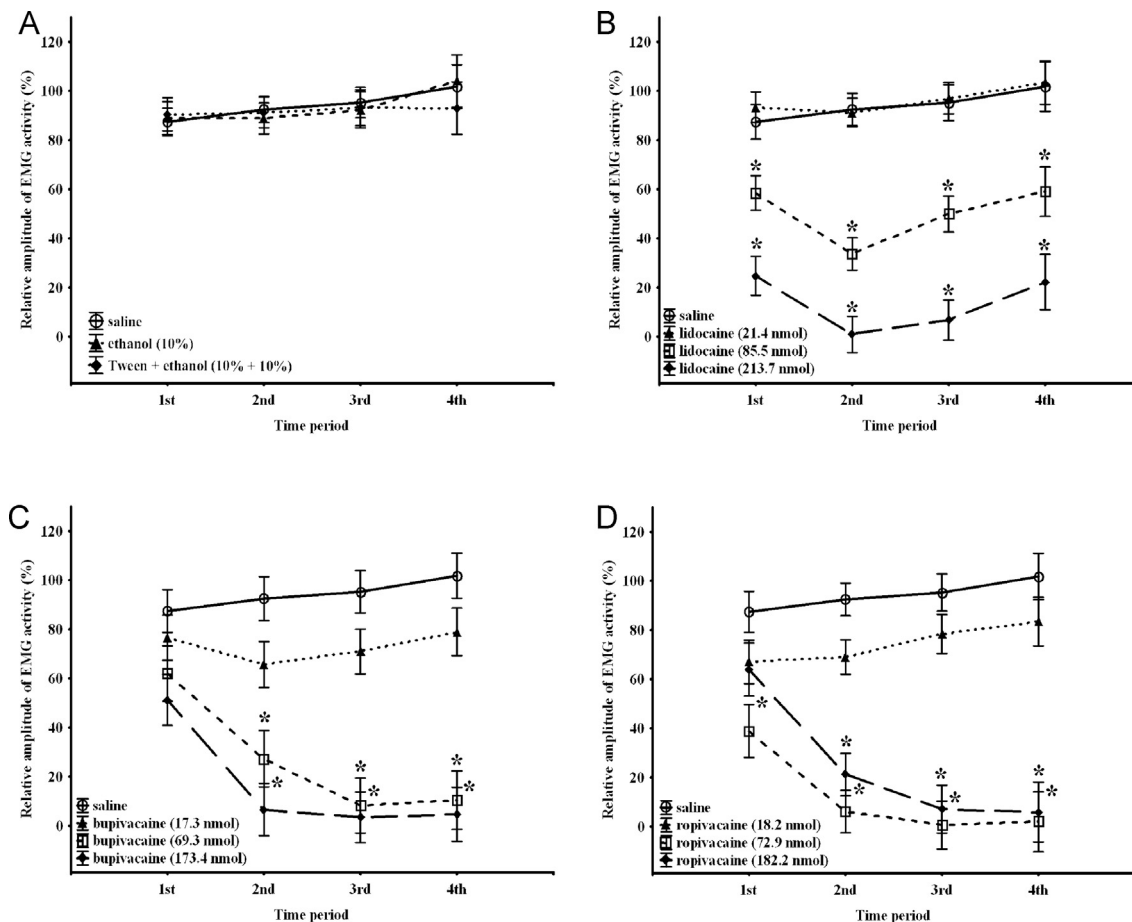 A
Relative amplitude of EMG activity (%)
120
100
80
60
40
20
0
saline
ethanol (10%)
Tween + ethanol (10% + 10%)
1st 2nd 3rd 4th
Time period
B
Relative amplitude of EMG activity (%)
120
100
80
60
40
20
0
* * * *
* * * *
saline
lidocaine (21.4 nmol)
lidocaine (85.5 nmol)
lidocaine (213.7 nmol)
1st 2nd 3rd 4th
Time period
C
Relative amplitude of EMG activity (%)
120
100
80
60
40
20
0
* * *
* * *
saline
bupivacaine (17.3 nmol)
bupivacaine (69.3 nmol)
bupivacaine (173.4 nmol)
1st 2nd 3rd 4th
Time period
D
Relative amplitude of EMG activity (%)
120
100
80
60
40
20
0
* * * *
* * *
saline
ropivacaine (18.2 nmol)
ropivacaine (72.9 nmol)
ropivacaine (182.2 nmol)
1st 2nd 3rd 4th
Time period